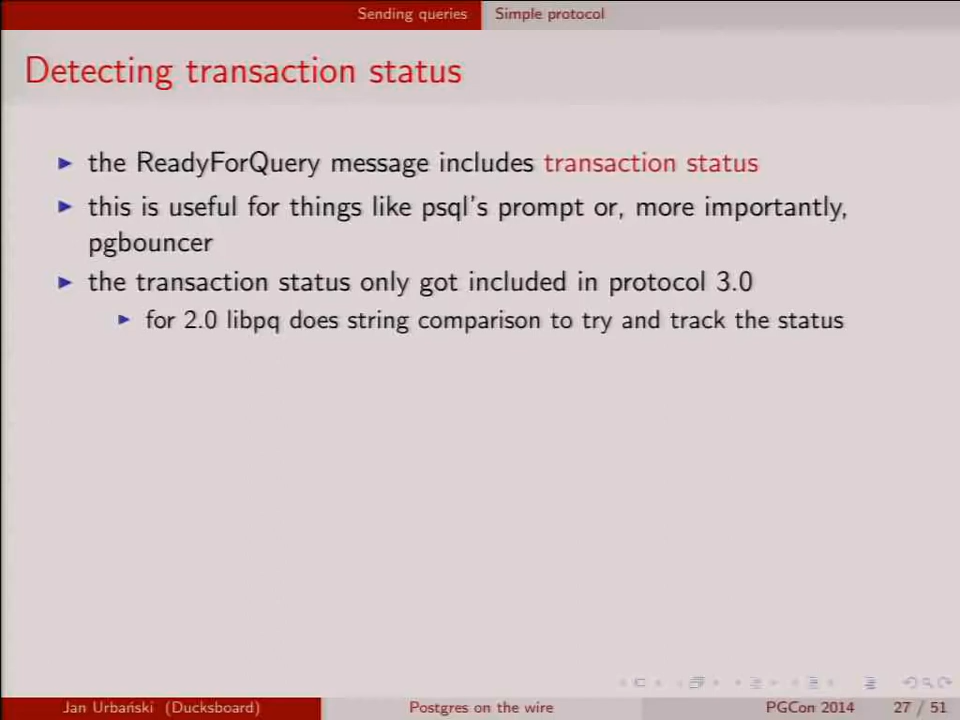 Sending queries Simple protocol
Detecting transaction status
the ReadyForQuery message includes transaction status
this is useful for things like psql's prompt or, more importantly,
pgbouncer
the transaction status only got included in protocol 3.0
for 2.0 libpq does string comparison to try and track the status
Jan Urbański (Ducksboard) Postgres on the wire PGCon 2014 27 / 51